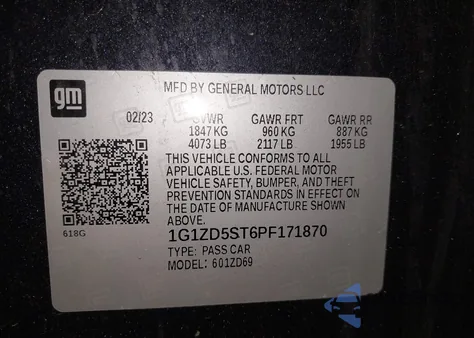 gm
MFD BY GENERAL MOTORS LLC
02/23 GVWR GAWR FRT GAWR RR
1847 KG 960 KG 887 KG
4073 LB 2117 LB 1955 LB
THIS VEHICLE CONFORMS TO ALL
APPLICABLE U.S. FEDERAL MOTOR
VEHICLE SAFETY, BUMPER, AND THEFT
PREVENTION STANDARDS IN EFFECT ON
THE DATE OF MANUFACTURE SHOWN
ABOVE.
618G
1G1ZD5ST6PF171870
TYPE: PASS CAR
MODEL: 601ZD69